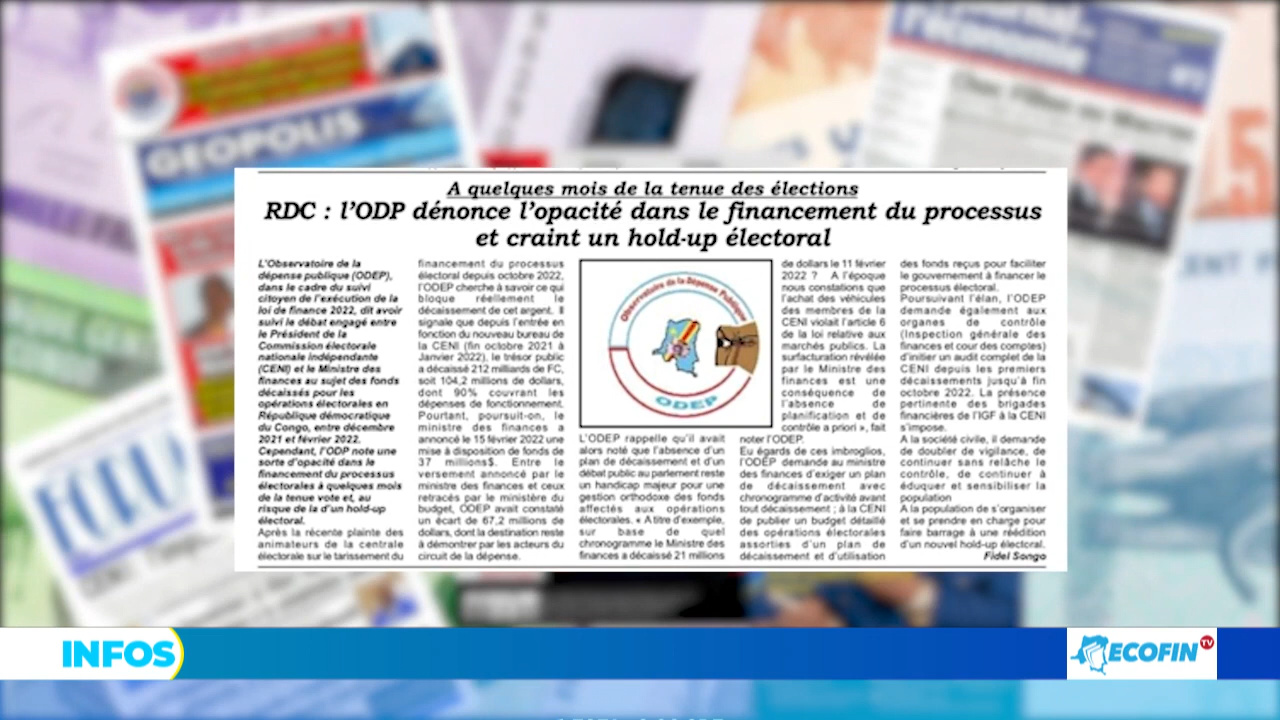 GEOPOLIS
l'économie
A quelques mois de la tenue des élections
RDC : l'ODP dénonce l'opacité dans le financement du processus
et craint un hold-up électoral
L'Observatoire de la
dépense publique (ODEP),
dans le cadre du suivi
citoyen de l'exécution de la
loi de finance 2022, dit avoir
suivi le débat engagé entre
le Président de la
Commission électorale
nationale indépendante
(CENI) et le Ministre des
finances au sujet des fonds
décaissés pour les
opérations électorales en
République démocratique
du Congo, entre décembre
2021 et février 2022.
Cependant, l'ODP note une
sorte d'opacité dans le
financement du processus
électorales à quelques mois
de la tenue vote et, au
risque de la d'un hold-up
électoral.
Après la récente plainte des
animateurs de la centrale
électorale sur le tarissement du
financement du processus
électoral depuis octobre 2022,
l'ODEP cherche à savoir ce qui
bloque réellement le
décaissement de cet argent. Il
signale que depuis l'entrée en
fonction du nouveau bureau de
la CENI (fin octobre 2021 à
Janvier 2022), le trésor public
a décaissé 212 milliards de FC,
soit 104,2 millions de dollars,
dont 90% couvrant les
dépenses de fonctionnement.
Pourtant, poursuit-on, le
ministre des finances a
annoncé le 15 février 2022 une
mise à disposition de fonds de
37 millions$. Entre le
versement annoncé par le
ministre des finances et ceux
retracés par le ministère du
budget, ODEP avait constaté
un écart de 67,2 millions de
dollars, dont la destination reste
à démontrer par les acteurs du
circuit de la dépense.
Observatoire de la Dépense Publique
ODEP
L'ODEP rappelle qu'il avait
alors noté que l'absence d'un
plan de décaissement et d'un
débat public au parlement reste
un handicap majeur pour une
gestion orthodoxe des fonds
affectés aux opérations
électorales. « A titre d'exemple,
sur base de quel
chronogramme le Ministre des
finances a décaissé 21 millions
de dollars le 11 février
2022 ? A l'époque
nous constations que
l'achat des véhicules
des membres de la
CENI violait l'article 6
de la loi relative aux
marchés publics. La
surfacturation révélée
par le Ministre des
finances est une
conséquence de
l'absence de
planification et de
contrôle a priori », fait
noter l'ODEP.
Eu égards de ces imbroglios,
l'ODEP demande au ministre
des finances d'exiger un plan
de décaissement avec
chronogramme d'activité avant
tout décaissement ; à la CENI
de publier un budget détaillé
des opérations électorales
assorties d'un plan de
décaissement et d'utilisation
des fonds reçus pour faciliter
le gouvernement à financer le
processus électoral.
Poursuivant l'élan, l'ODEP
demande également aux
organes de contrôle
(Inspection générale des
finances et cour des comptes)
d'initier un audit complet de la
CENI depuis les premiers
décaissements jusqu'à fin
octobre 2022. La présence
pertinente des brigades
financières de l'IGF à la CENI
s'impose.
A la société civile, il demande
de doubler de vigilance, de
continuer sans relâche le
contrôle, de continuer à
éduquer et sensibiliser la
population
A la population de s'organiser
et se prendre en charge pour
faire barrage à une réédition
d'un nouvel hold-up électoral.
Fidel Songo
INFOS
ECOFIN TV